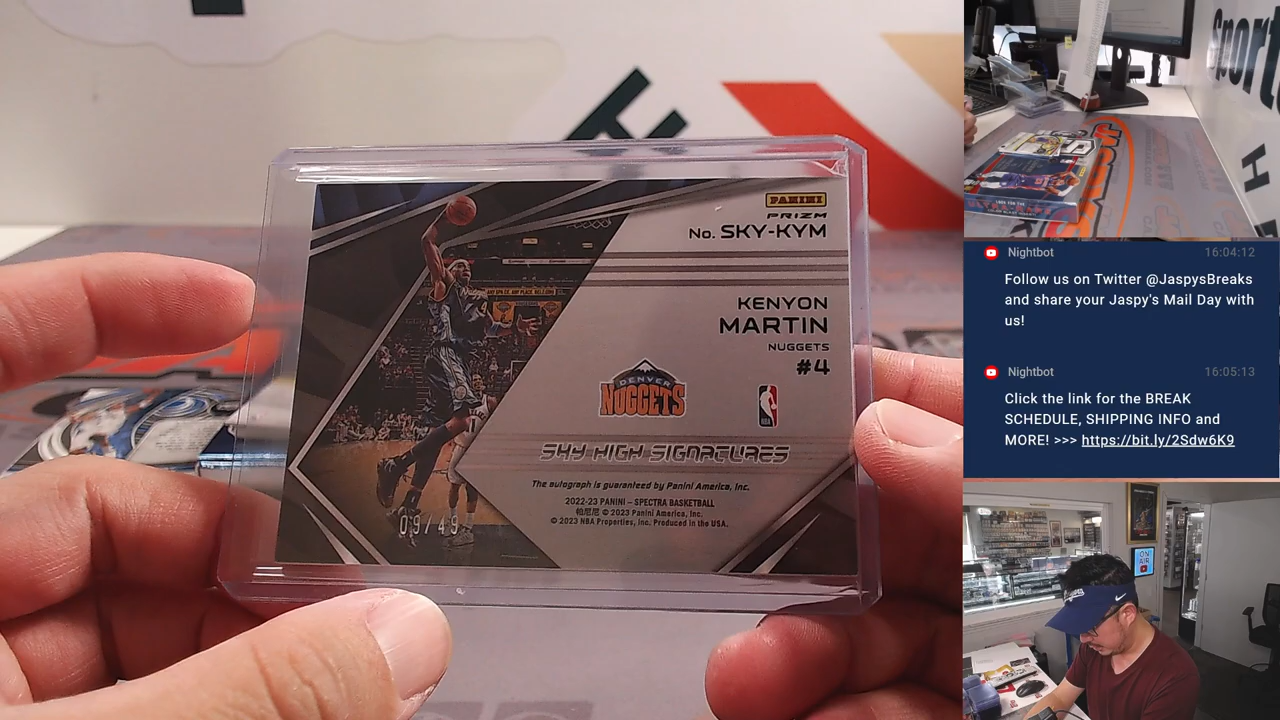 PANINI
PRIZM
No. SKY-KYM
KENYON
MARTIN
NUGGETS
#4
DENVER
NUGGETS
NBA
SKY HIGH SIGNATURES
The autograph is guaranteed by Panini America, Inc.
2022-23 PANINI – SPECTRA BASKETBALL
帕尼尼 © 2023 Panini America, Inc.
© 2023 NBA Properties, Inc. Produced in the USA.
09/49
Sport
Nightbot 16:04:12
Follow us on Twitter @JaspysBreaks
and share your Jaspy's Mail Day with
us!
Nightbot 16:05:13
Click the link for the BREAK
SCHEDULE, SHIPPING INFO and
MORE! >>> https://bit.ly/2Sdw6K9
ON
AIR